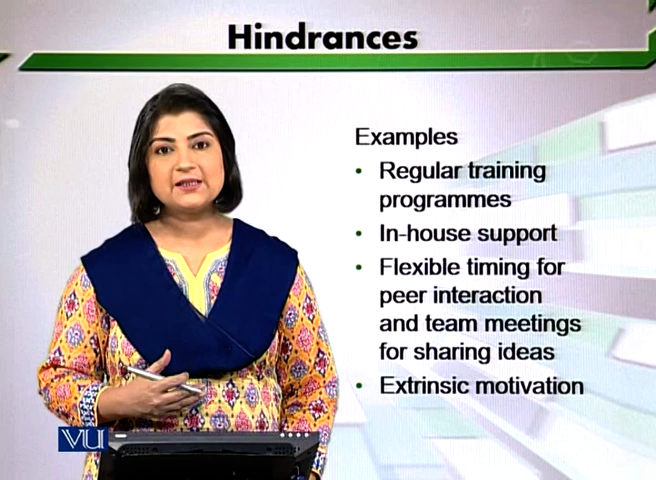 Hindrances
Examples
• Regular training
programmes
• In-house support
• Flexible timing for
peer interaction
and team meetings
for sharing ideas
• Extrinsic motivation
VU